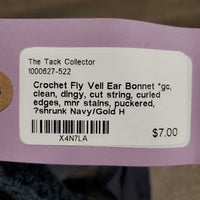 The Tack Collector
1000627-522
Crochet Fly Veil Ear Bonnet *gc,
clean, dingy, cut string, curled
edges, mnr stains, puckered,
?shrunk Navy/Gold H
X4N7LA
$7.00